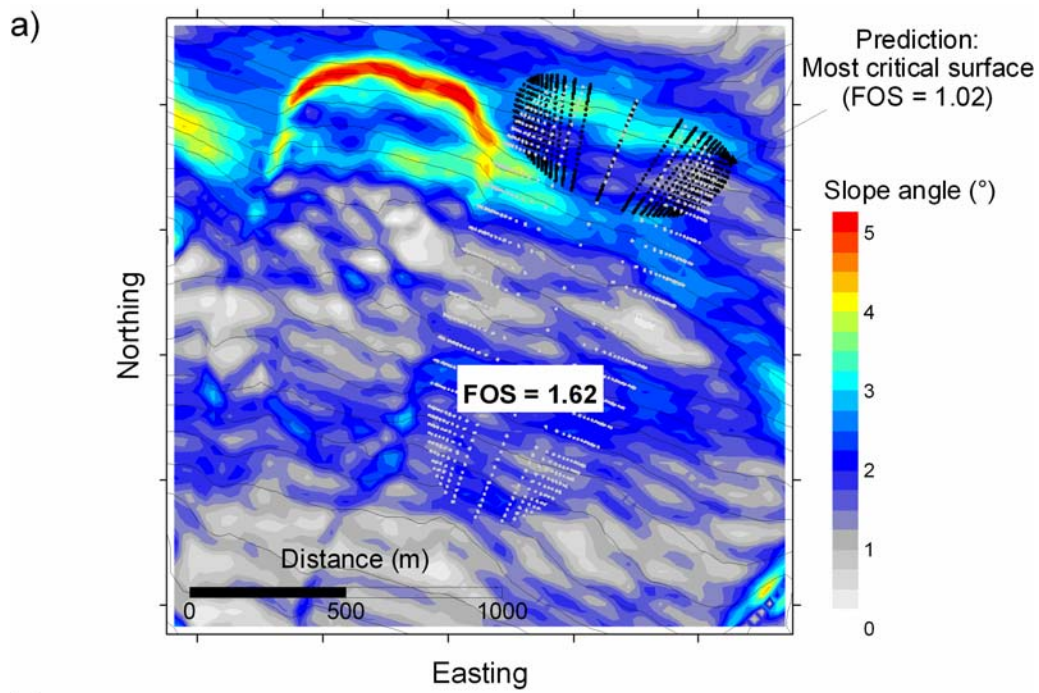 a)
Prediction:
Most critical surface
(FOS = 1.02)
Slope angle (°)
5
4
3
2
1
0
Northing
FOS = 1.62
Distance (m)
0 500 1000
Easting